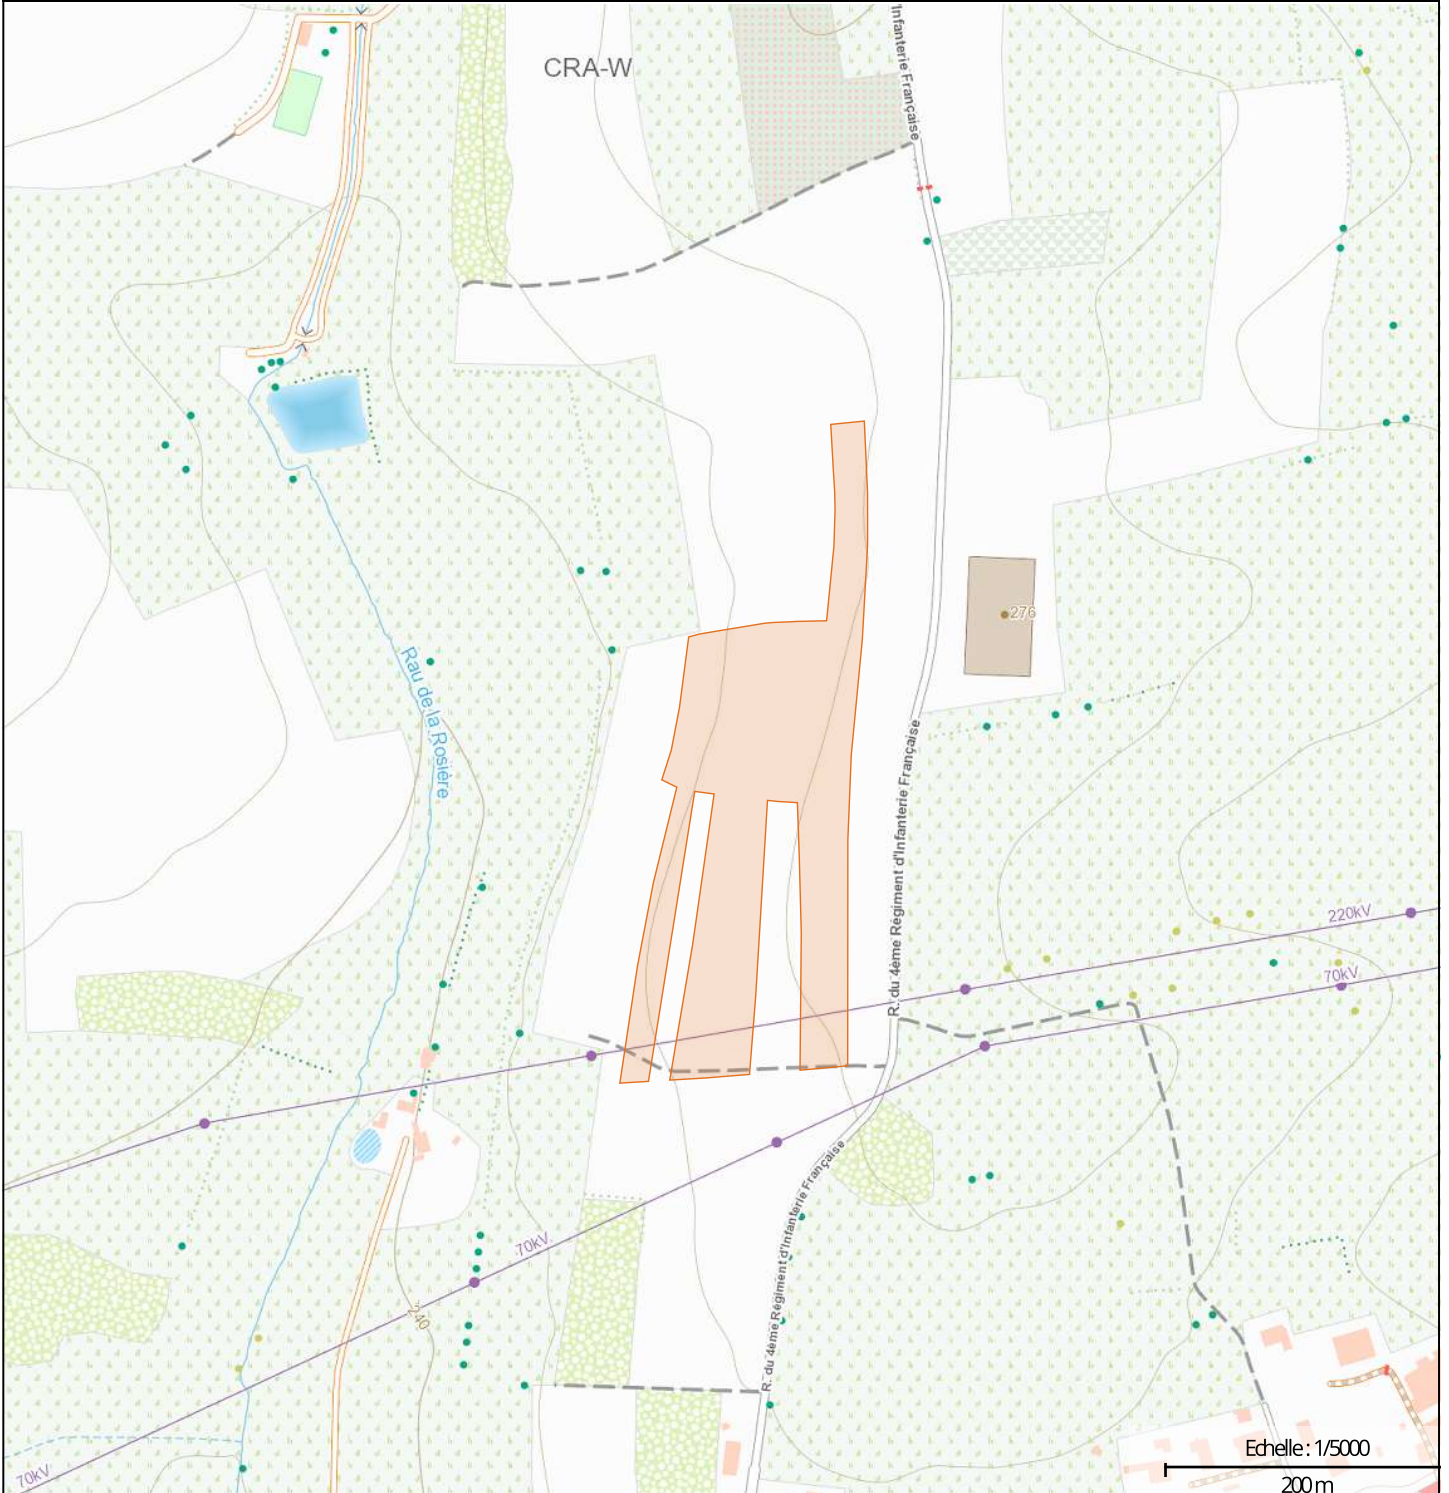 CRA-W
Infanterie Française
276
Rau de la Rosière
R. du 4ème Régiment d'Infanterie Française
220kV
70kV
R. du 4ème Régiment d'Infanterie Française
70kV
240
70kV
Echelle : 1/5000
200 m